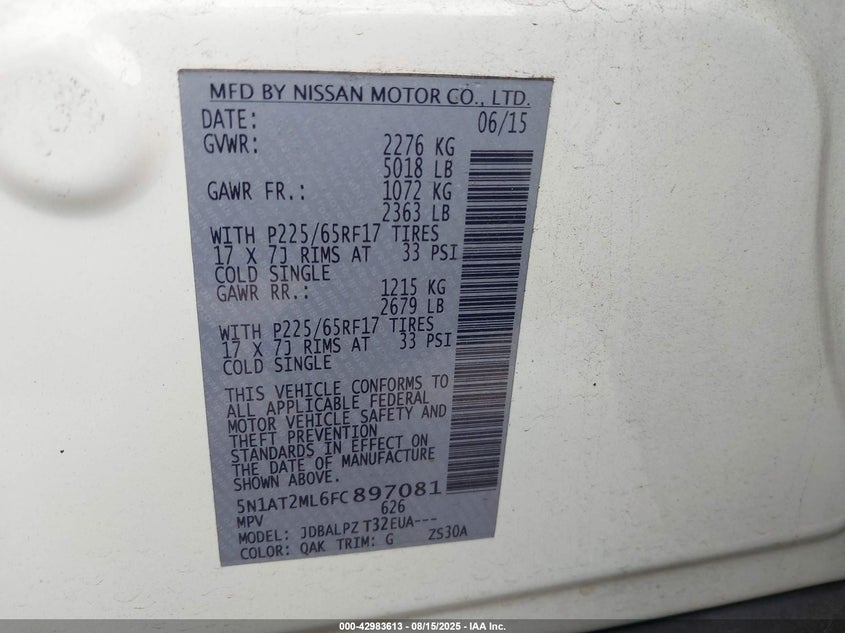 MFD BY NISSAN MOTOR CO., LTD.
DATE: 06/15
GVWR: 2276 KG
5018 LB
GAWR FR.: 1072 KG
2363 LB
WITH P225/65RF17 TIRES
17 X 7J RIMS AT 33 PSI
COLD SINGLE
GAWR RR.: 1215 KG
2679 LB
WITH P225/65RF17 TIRES
17 X 7J RIMS AT 33 PSI
COLD SINGLE
THIS VEHICLE CONFORMS TO
ALL APPLICABLE FEDERAL
MOTOR VEHICLE SAFETY AND
THEFT PREVENTION
STANDARDS IN EFFECT ON
THE DATE OF MANUFACTURE
SHOWN ABOVE.
5N1AT2ML6FC897081
MPV 626
MODEL: JDBALPZ T32EUA---
COLOR: QAK TRIM: G ZS30A
000-42983613 - 08/15/2025 - IAA Inc.